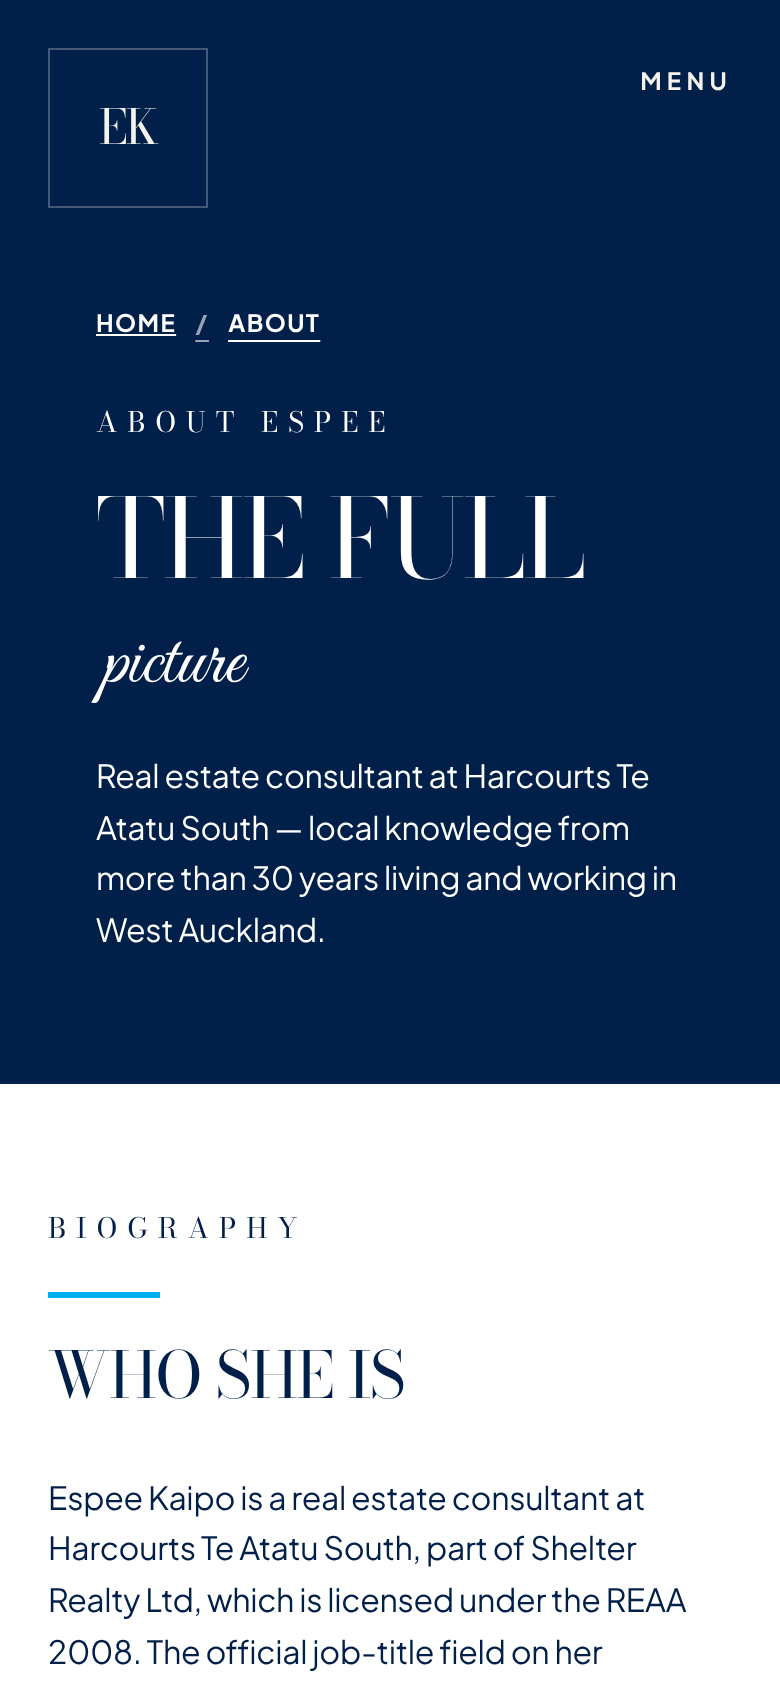 EK
MENU
HOME / ABOUT
ABOUT ESPEE
THE FULL
picture
Real estate consultant at Harcourts Te
Atatu South — local knowledge from
more than 30 years living and working in
West Auckland.
BIOGRAPHY
WHO SHE IS
Espee Kaipo is a real estate consultant at
Harcourts Te Atatu South, part of Shelter
Realty Ltd, which is licensed under the REAA
2008. The official job-title field on her